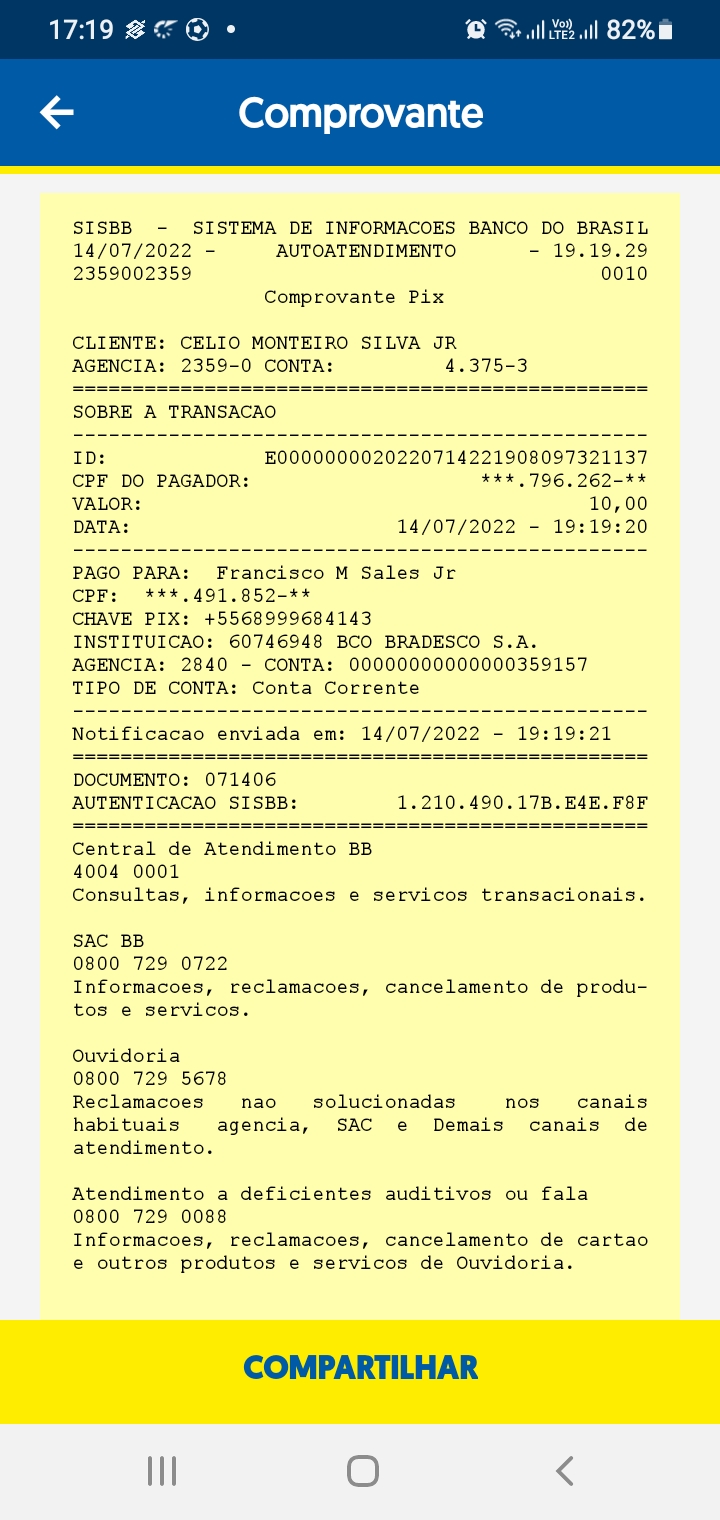 17:19 Vo)) LTE2 82%
Comprovante
SISBB - SISTEMA DE INFORMACOES BANCO DO BRASIL
14/07/2022 - AUTOATENDIMENTO - 19.19.29
2359002359 0010
Comprovante Pix
CLIENTE: CELIO MONTEIRO SILVA JR
AGENCIA: 2359-0 CONTA: 4.375-3
================================================
SOBRE A TRANSACAO
------------------------------------------------
ID: E0000000020220714221908097321137
CPF DO PAGADOR: ***.796.262-**
VALOR: 10,00
DATA: 14/07/2022 - 19:19:20
------------------------------------------------
PAGO PARA: Francisco M Sales Jr
CPF: ***.491.852-**
CHAVE PIX: +5568999684143
INSTITUICAO: 60746948 BCO BRADESCO S.A.
AGENCIA: 2840 - CONTA: 00000000000000359157
TIPO DE CONTA: Conta Corrente
------------------------------------------------
Notificacao enviada em: 14/07/2022 - 19:19:21
================================================
DOCUMENTO: 071406
AUTENTICACAO SISBB: 1.210.490.17B.E4E.F8F
================================================
Central de Atendimento BB
4004 0001
Consultas, informacoes e servicos transacionais.
SAC BB
0800 729 0722
Informacoes, reclamacoes, cancelamento de produ-
tos e servicos.
Ouvidoria
0800 729 5678
Reclamacoes nao solucionadas nos canais
habituais agencia, SAC e Demais canais de
atendimento.
Atendimento a deficientes auditivos ou fala
0800 729 0088
Informacoes, reclamacoes, cancelamento de cartao
e outros produtos e servicos de Ouvidoria.
COMPARTILHAR